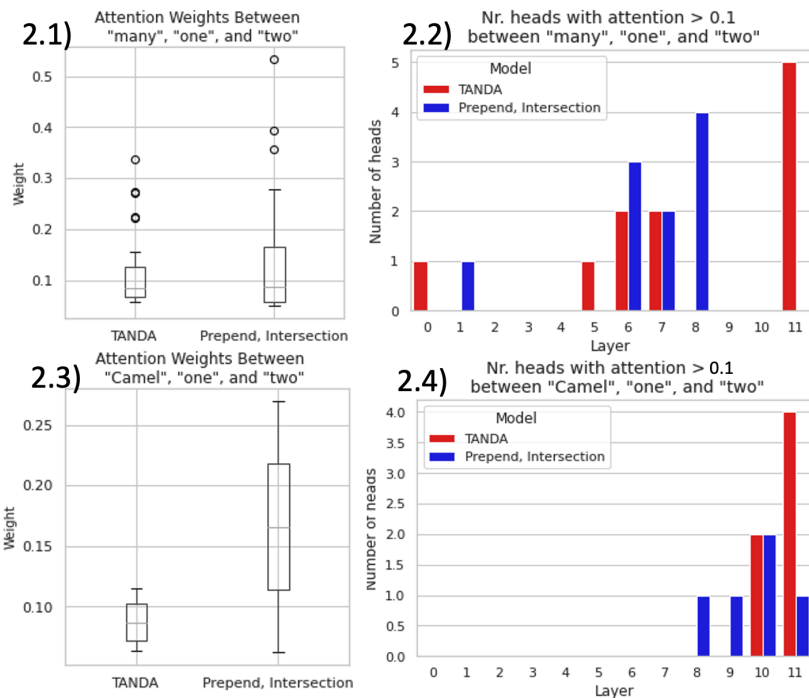 2.1)
Attention Weights Between
"many", "one", and "two"
Weight
0.5
0.4
0.3
0.2
0.1
TANDA
Prepend, Intersection
2.2)
Nr. heads with attention > 0.1
between "many", "one", and "two"
Model
TANDA
Prepend, Intersection
Number of heads
5
4
3
2
1
0
0 1 2 3 4 5 6 7 8 9 10 11
Layer
2.3)
Attention Weights Between
"Camel", "one", and "two"
Weight
0.25
0.20
0.15
0.10
TANDA
Prepend, Intersection
2.4)
Nr. heads with attention > 0.1
between "Camel", "one", and "two"
Model
TANDA
Prepend, Intersection
Number of heads
4.0
3.5
3.0
2.5
2.0
1.5
1.0
0.5
0.0
0 1 2 3 4 5 6 7 8 9 10 11
Layer